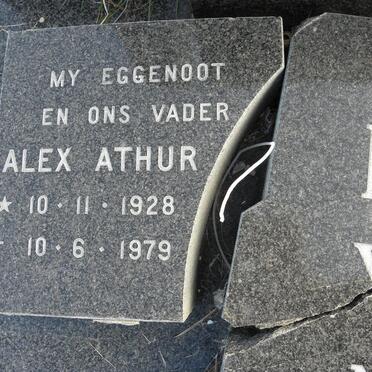 MY EGGENOOT
EN ONS VADER
ALEX ATHUR
★ 10 · 11 · 1928
10 · 6 · 1979